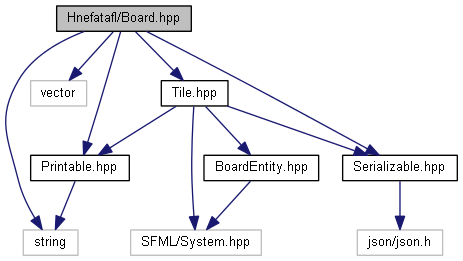 Hnefatafl/Board.hpp
vector
Tile.hpp
Printable.hpp
BoardEntity.hpp
Serializable.hpp
string
SFML/System.hpp
json/json.h